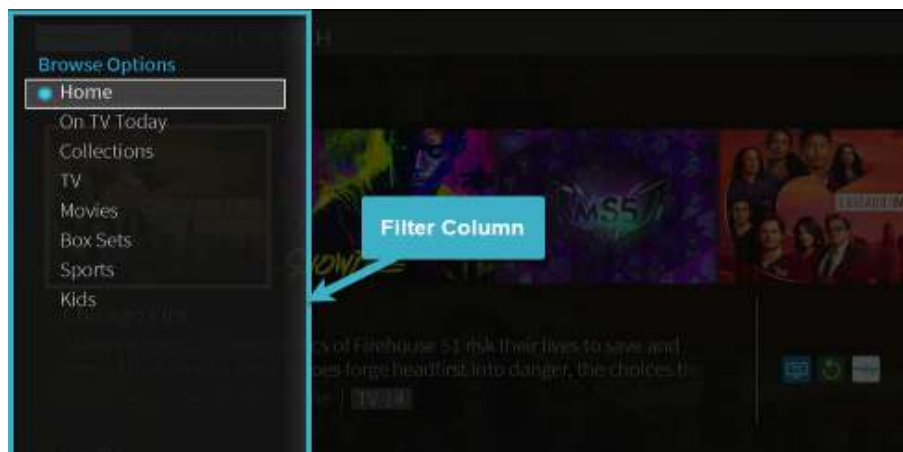 Browse Options
Home
On TV Today
Collections
TV
Movies
Box Sets
Sports
Kids
Filter Column
MS5
of Firehouse 51 risk their lives to save and
forge headfirst into danger, the choices
TV 14